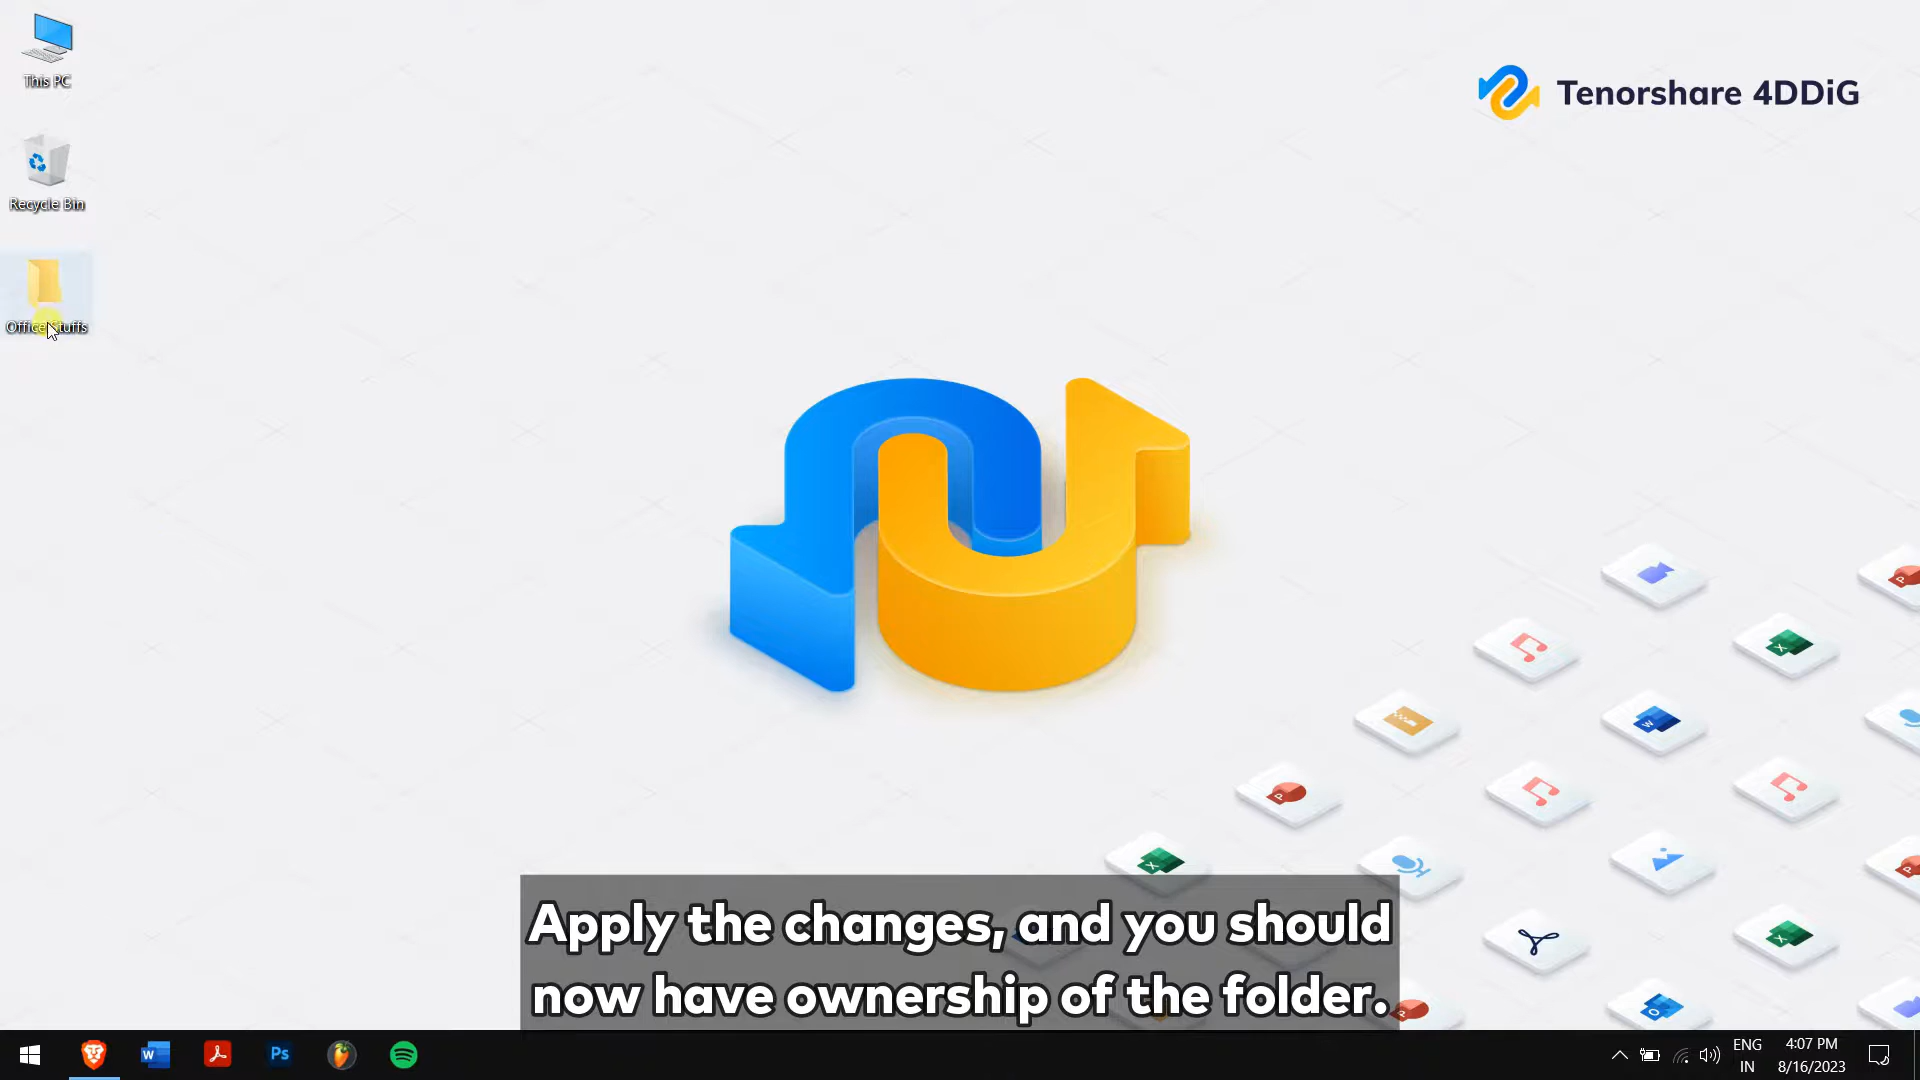 This PC
Tenorshare 4DDiG
Recycle Bin
Office Stuffs
Apply the changes, and you should
now have ownership of the folder.
ENG
IN
4:07 PM
8/16/2023
Ps